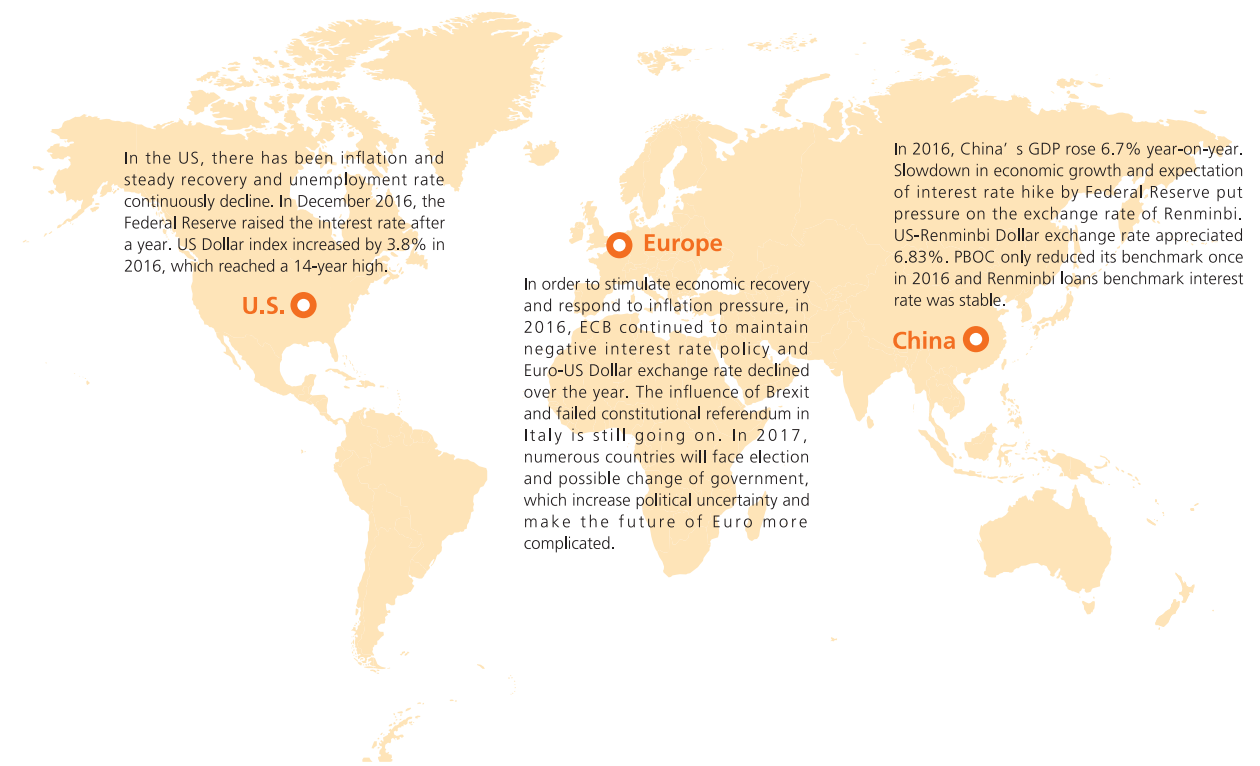 In the US, there has been inflation and
steady recovery and unemployment rate
continuously decline. In December 2016, the
Federal Reserve raised the interest rate after
a year. US Dollar index increased by 3.8% in
2016, which reached a 14-year high.
U.S.
Europe
In order to stimulate economic recovery
and respond to inflation pressure, in
2016, ECB continued to maintain
negative interest rate policy and
Euro-US Dollar exchange rate declined
over the year. The influence of Brexit
and failed constitutional referendum in
Italy is still going on. In 2017,
numerous countries will face election
and possible change of government,
which increase political uncertainty and
make the future of Euro more
complicated.
In 2016, China’ s GDP rose 6.7% year-on-year.
Slowdown in economic growth and expectation
of interest rate hike by Federal Reserve put
pressure on the exchange rate of Renminbi.
US-Renminbi Dollar exchange rate appreciated
6.83%. PBOC only reduced its benchmark once
in 2016 and Renminbi loans benchmark interest
rate was stable.
China